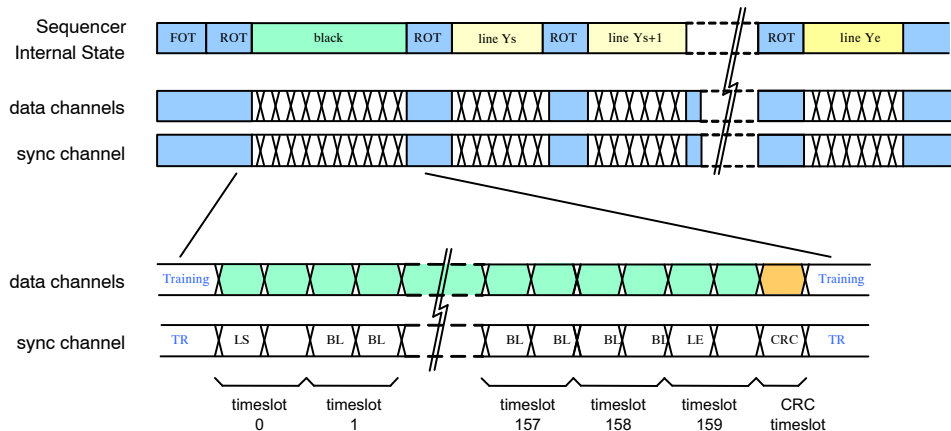 Sequencer
Internal State
FOT ROT black ROT line Ys ROT line Ys+1 ROT line Ye
data channels
sync channel
data channels Training Training
sync channel TR LS BL BL BL BL BL BL LE CRC TR
timeslot timeslot timeslot timeslot timeslot CRC
0 1 157 158 159 timeslot